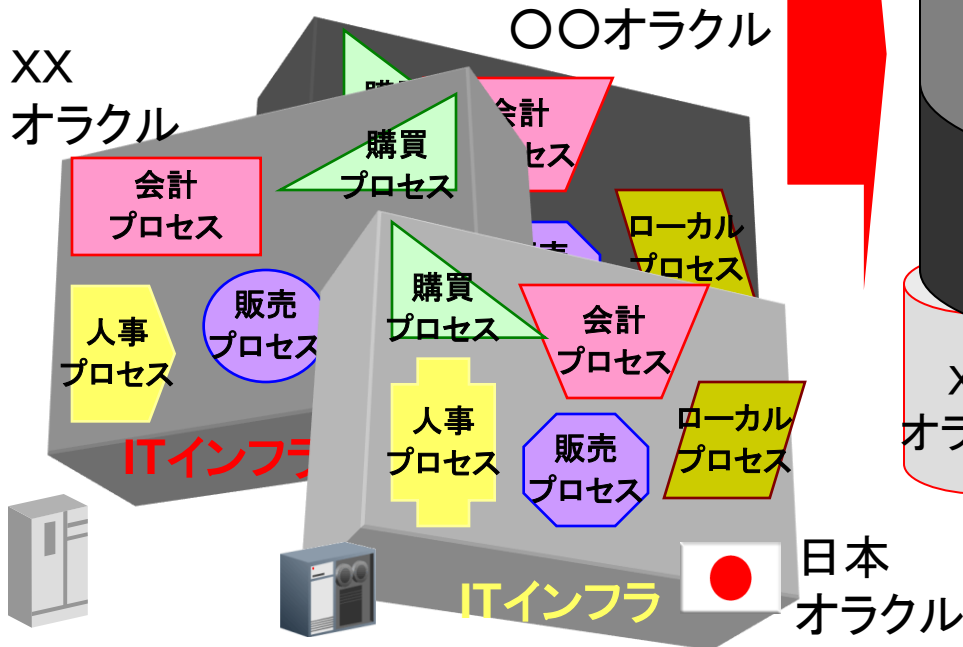 〇〇オラクル
XX
オラクル
会計
プロセス
購買
プロセス
人事
プロセス
販売
プロセス
ITインフラ
会計
セス
ローカル
プロセス
購買
プロセス
会計
プロセス
人事
プロセス
販売
プロセス
ローカル
プロセス
ITインフラ
日本
オラクル